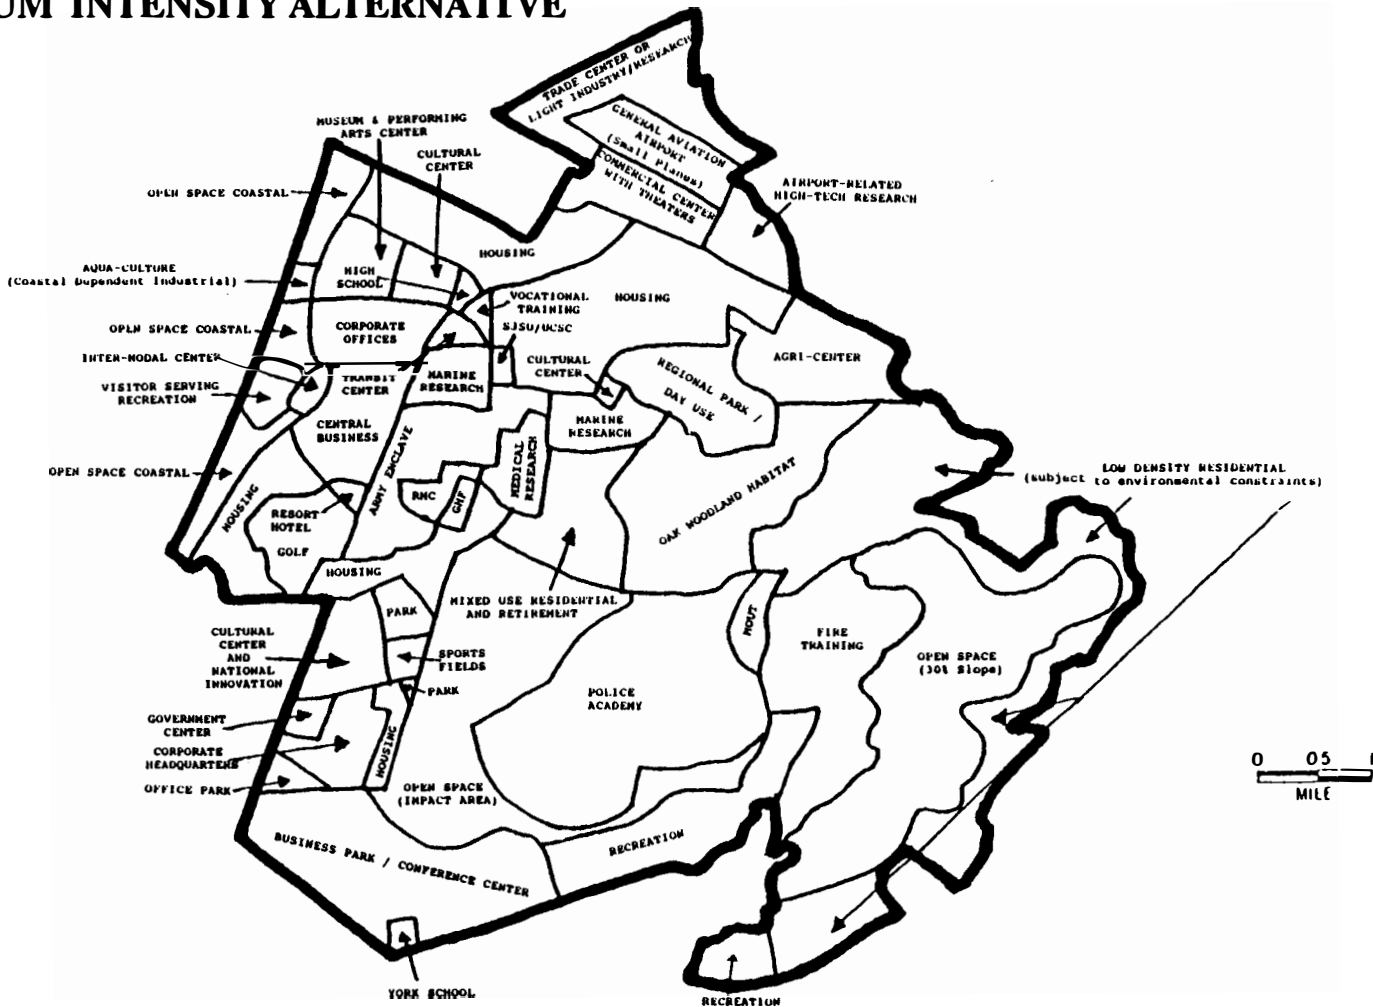 UM INTENSITY ALTERNATIVE
TRADE CENTER OR
LIGHT INDUSTRY/RESEARCH
GENERAL AVIATION
AIRPORT
(Small Planes)
COMMERCIAL CENTER
WITH THEATERS
MUSEUM & PERFORMING
ARTS CENTER
CULTURAL
CENTER
OPEN SPACE COASTAL
AIRPORT-RELATED
HIGH-TECH RESEARCH
HOUSING
AQUA-CULTURE
(Coastal Dependent Industrial)
HIGH
SCHOOL
VOCATIONAL
TRAINING
HOUSING
OPEN SPACE COASTAL
CORPORATE
OFFICES
SJSU/UCSC
INTER-MODAL CENTER
CULTURAL
CENTER
AGRI-CENTER
REGIONAL PARK /
DAY USE
VISITOR SERVING
RECREATION
TRANSIT
CENTER
MARINE
RESEARCH
CENTRAL
BUSINESS
MARINE
RESEARCH
ARMY ENCLAVE
MEDICAL
RESEARCH
OPEN SPACE COASTAL
HOUSING
RMC
GMF
OAK WOODLAND HABITAT
LOW DENSITY RESIDENTIAL
(subject to environmental constraints)
RESORT
HOTEL
GOLF
HOUSING
PARK
MIXED USE RESIDENTIAL
AND RETIREMENT
MOUT
FIRE
TRAINING
CULTURAL
CENTER
AND
NATIONAL
INNOVATION
SPORTS
FIELDS
OPEN SPACE
(30% Slope)
PARK
POLICE
ACADEMY
GOVERNMENT
CENTER
CORPORATE
HEADQUARTERS
HOUSING
OFFICE PARK
OPEN SPACE
(IMPACT AREA)
0 05 1
MILE
BUSINESS PARK / CONFERENCE CENTER
RECREATION
YORK SCHOOL
RECREATION